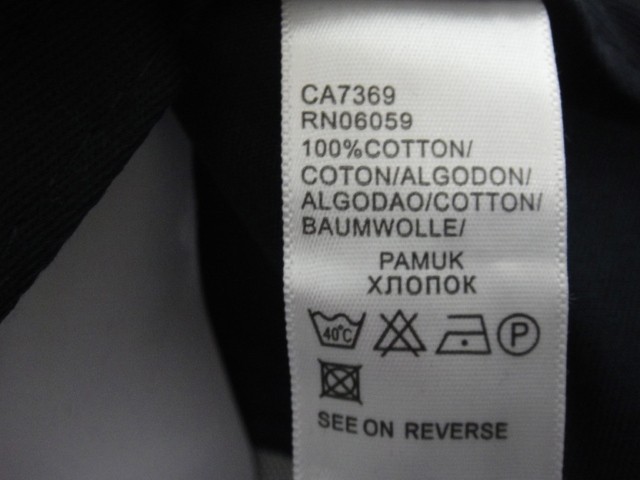 CA7369
RN06059
100%COTTON/
COTON/ALGODON/
ALGODAO/COTTON/
BAUMWOLLE/
PAMUK
ХЛОПОК
40°C P
SEE ON REVERSE